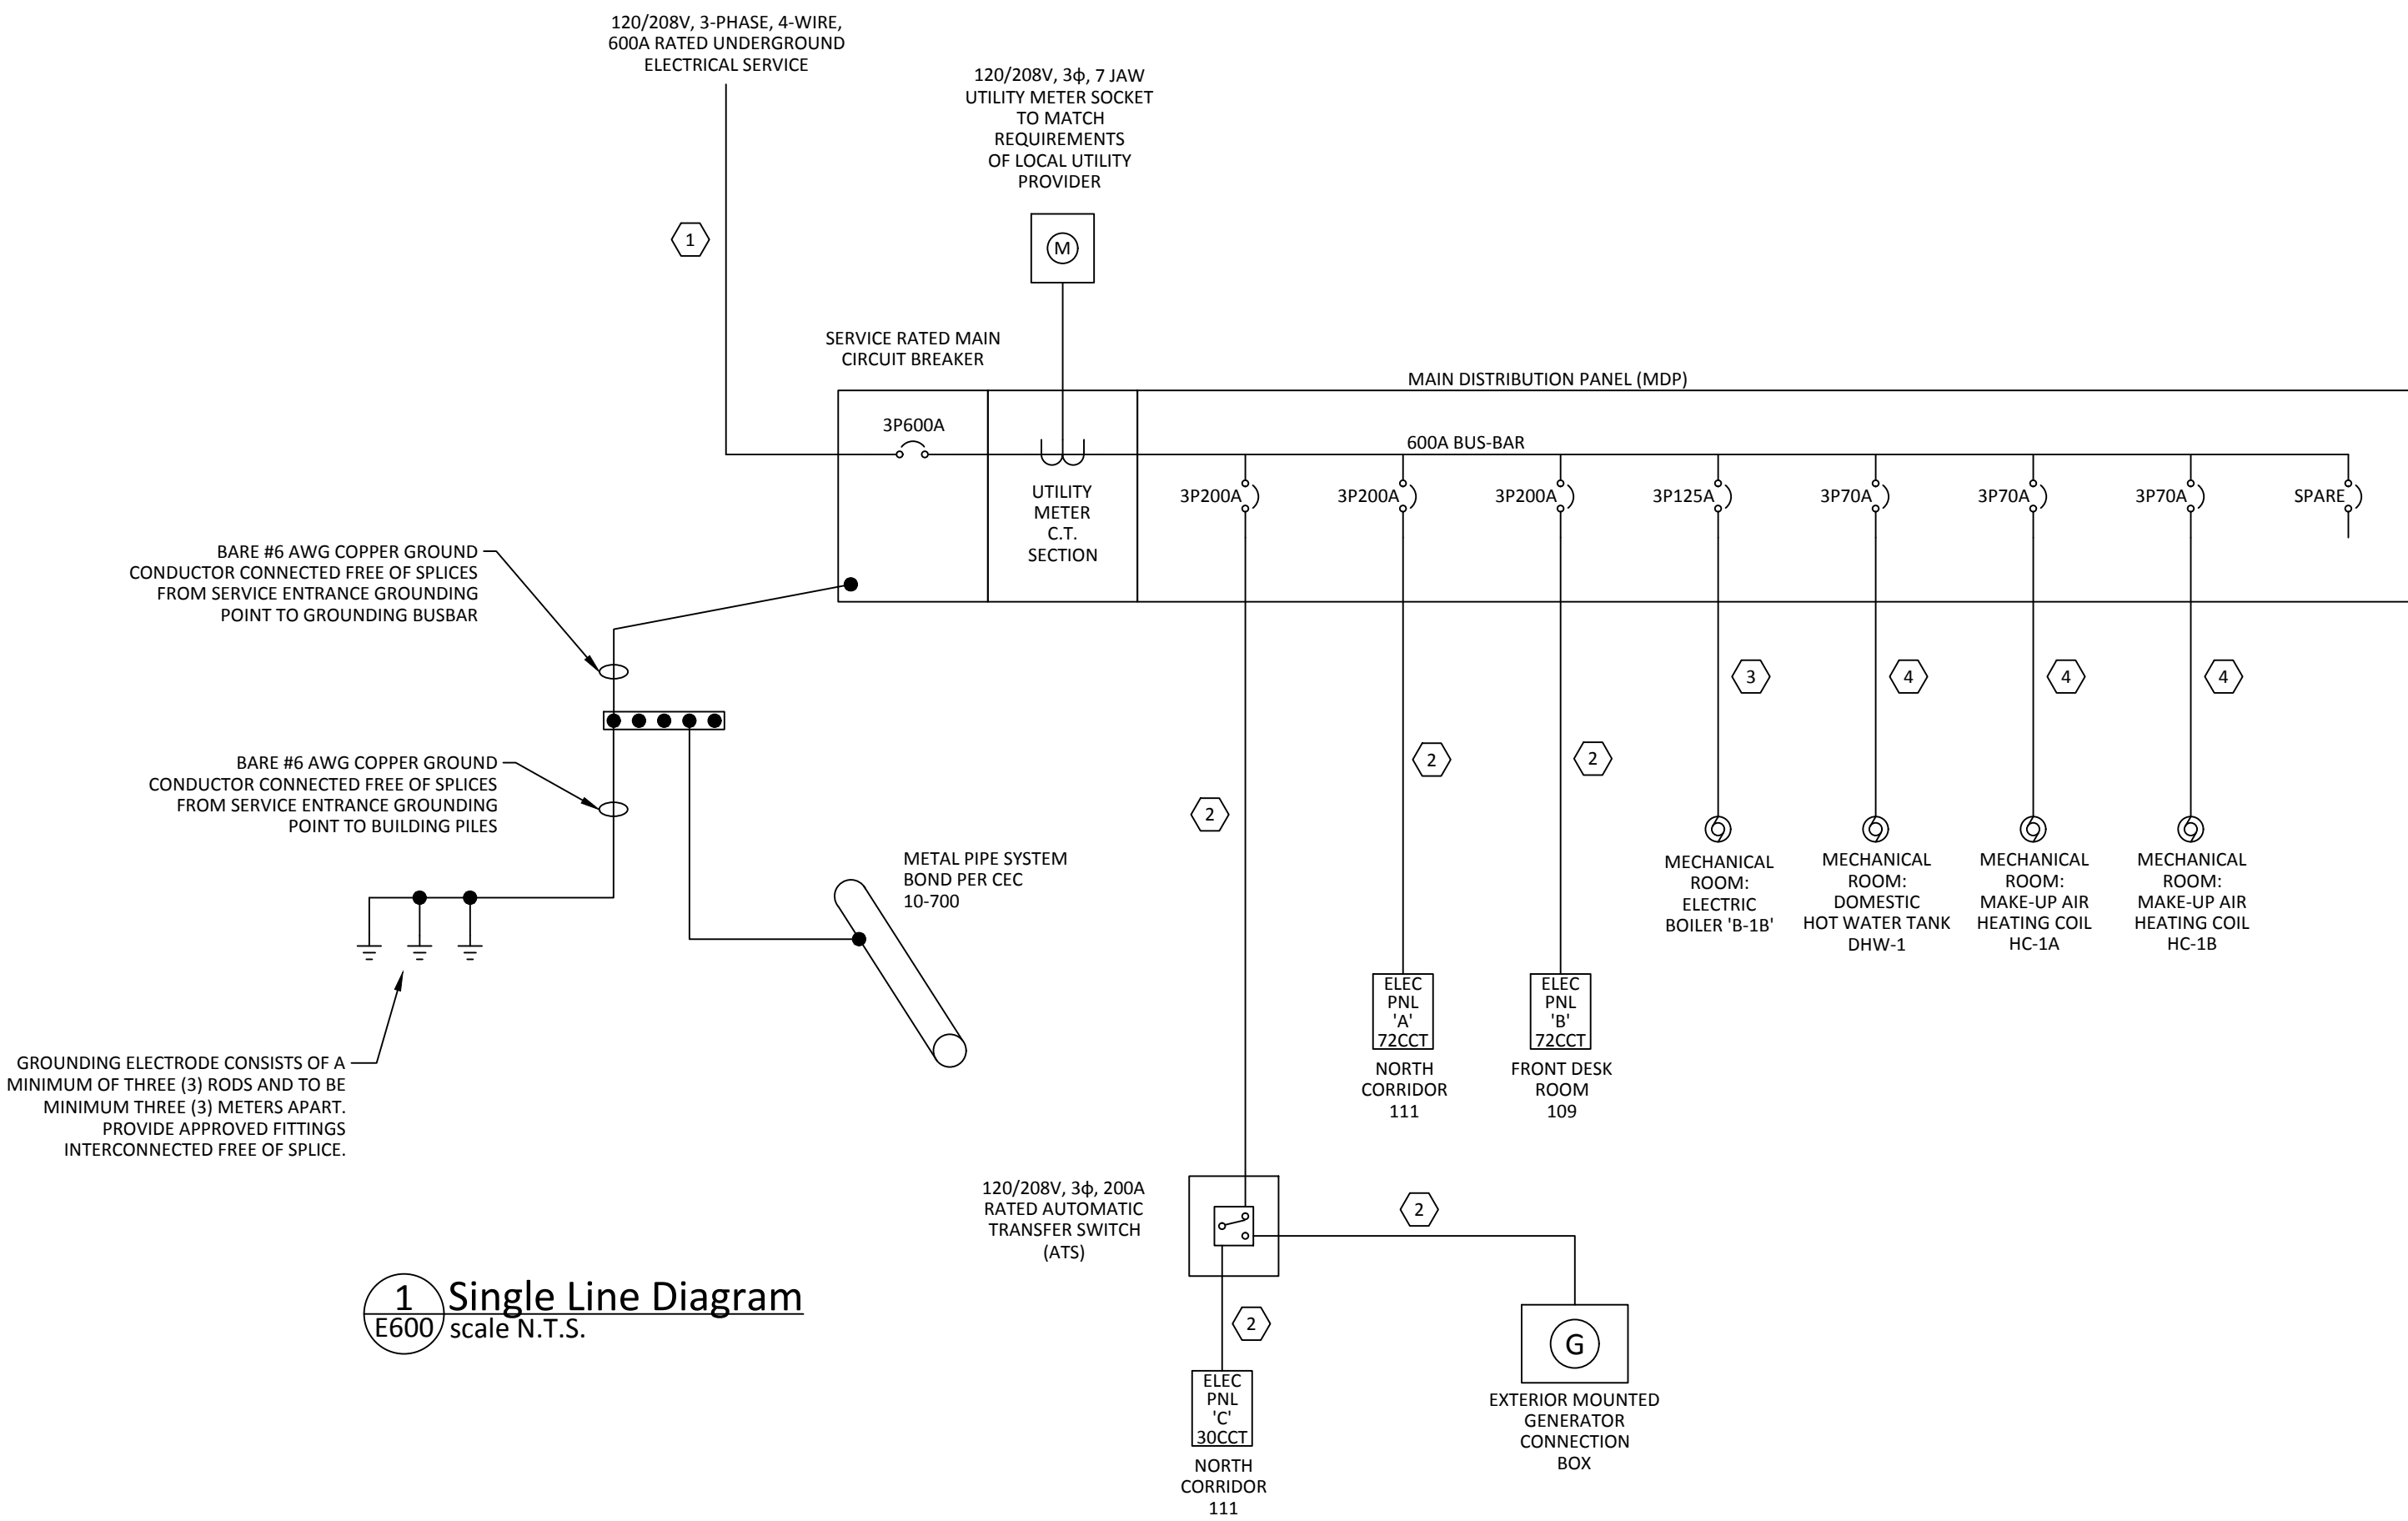 120/208V, 3-PHASE, 4-WIRE,
600A RATED UNDERGROUND
ELECTRICAL SERVICE
120/208V, 3ϕ, 7 JAW
UTILITY METER SOCKET
TO MATCH
REQUIREMENTS
OF LOCAL UTILITY
PROVIDER
1
M
SERVICE RATED MAIN
CIRCUIT BREAKER
MAIN DISTRIBUTION PANEL (MDP)
3P600A
600A BUS-BAR
UTILITY
METER
C.T.
SECTION
3P200A
3P200A
3P200A
3P125A
3P70A
3P70A
3P70A
SPARE
BARE #6 AWG COPPER GROUND
CONDUCTOR CONNECTED FREE OF SPLICES
FROM SERVICE ENTRANCE GROUNDING
POINT TO GROUNDING BUSBAR
3
4
4
4
BARE #6 AWG COPPER GROUND
CONDUCTOR CONNECTED FREE OF SPLICES
FROM SERVICE ENTRANCE GROUNDING
POINT TO BUILDING PILES
2
2
2
METAL PIPE SYSTEM
BOND PER CEC
10-700
MECHANICAL
ROOM:
ELECTRIC
BOILER 'B-1B'
MECHANICAL
ROOM:
DOMESTIC
HOT WATER TANK
DHW-1
MECHANICAL
ROOM:
MAKE-UP AIR
HEATING COIL
HC-1A
MECHANICAL
ROOM:
MAKE-UP AIR
HEATING COIL
HC-1B
ELEC
PNL
'A'
72CCT
NORTH
CORRIDOR
111
ELEC
PNL
'B'
72CCT
FRONT DESK
ROOM
109
GROUNDING ELECTRODE CONSISTS OF A
MINIMUM OF THREE (3) RODS AND TO BE
MINIMUM THREE (3) METERS APART.
PROVIDE APPROVED FITTINGS
INTERCONNECTED FREE OF SPLICE.
120/208V, 3ϕ, 200A
RATED AUTOMATIC
TRANSFER SWITCH
(ATS)
2
2
G
EXTERIOR MOUNTED
GENERATOR
CONNECTION
BOX
ELEC
PNL
'C'
30CCT
NORTH
CORRIDOR
111
1
E600
Single Line Diagram
scale N.T.S.